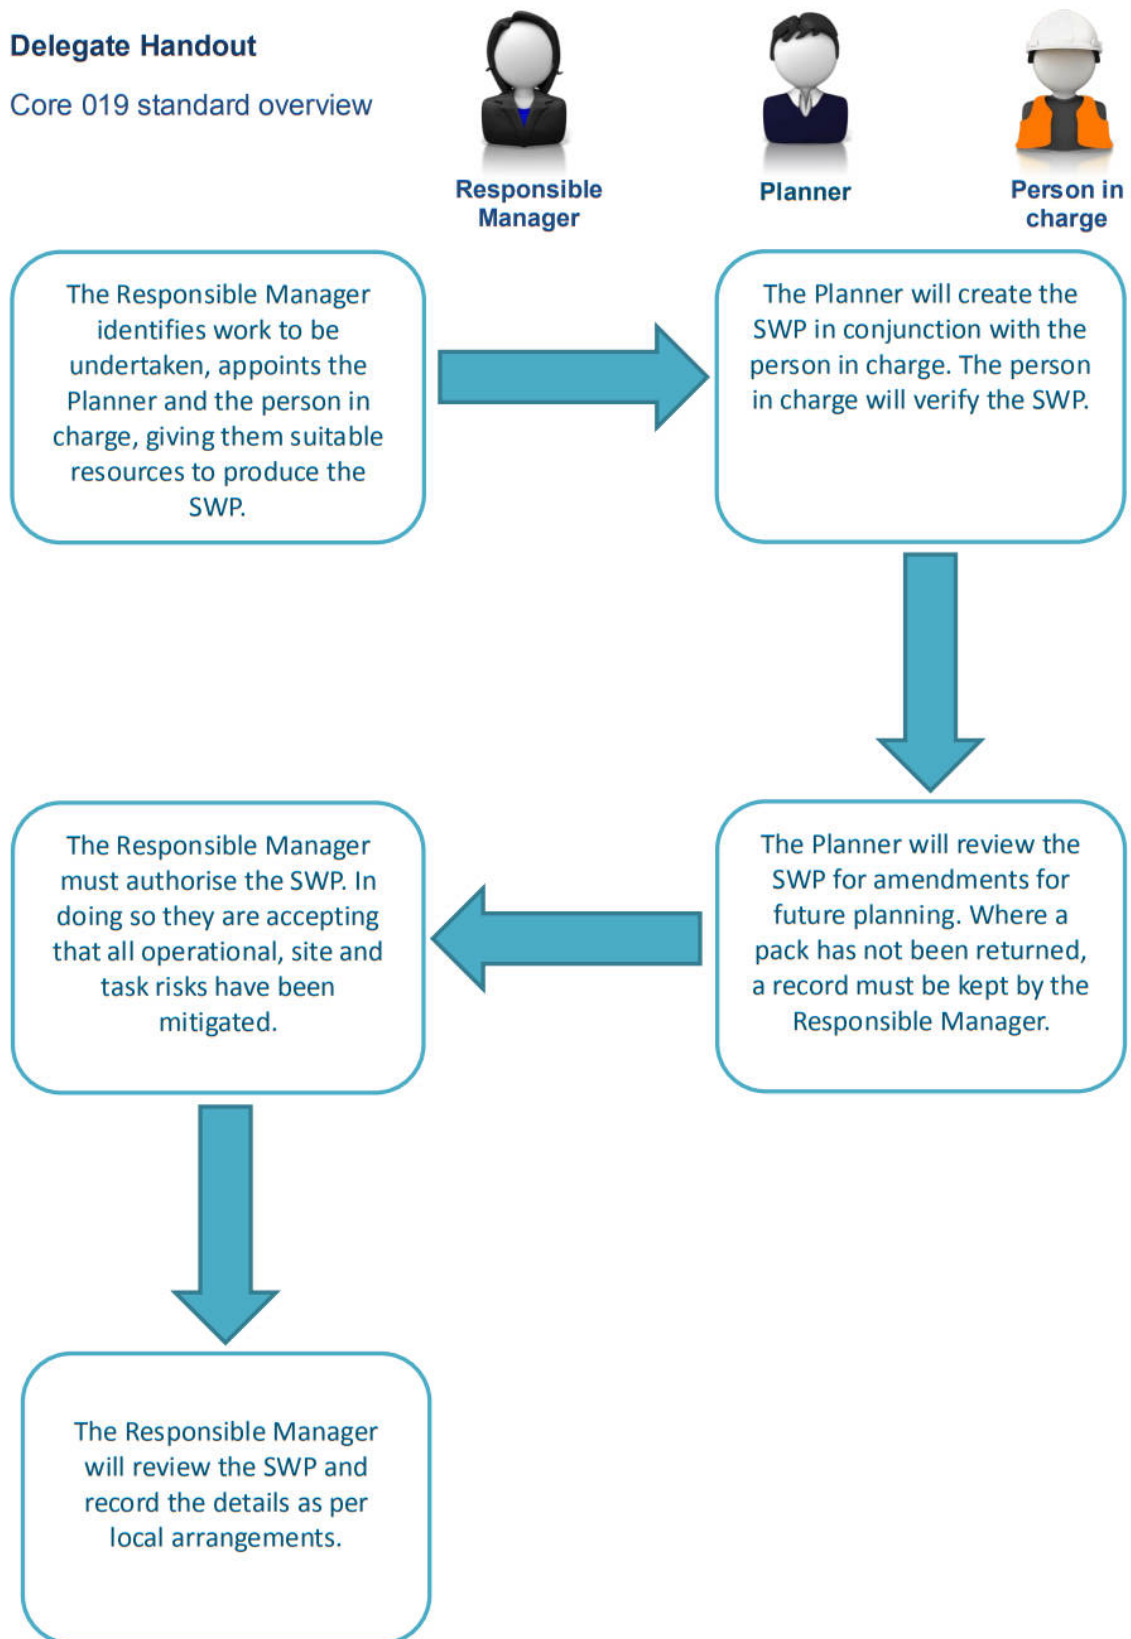 Delegate Handout
Core 019 standard overview
Responsible
Manager
Planner
Person in
charge
The Responsible Manager
identifies work to be
undertaken, appoints the
Planner and the person in
charge, giving them suitable
resources to produce the
SWP.
The Planner will create the
SWP in conjunction with the
person in charge. The person
in charge will verify the SWP.
The Planner will review the
SWP for amendments for
future planning. Where a
pack has not been returned,
a record must be kept by the
Responsible Manager.
The Responsible Manager
must authorise the SWP. In
doing so they are accepting
that all operational, site and
task risks have been
mitigated.
The Responsible Manager
will review the SWP and
record the details as per
local arrangements.